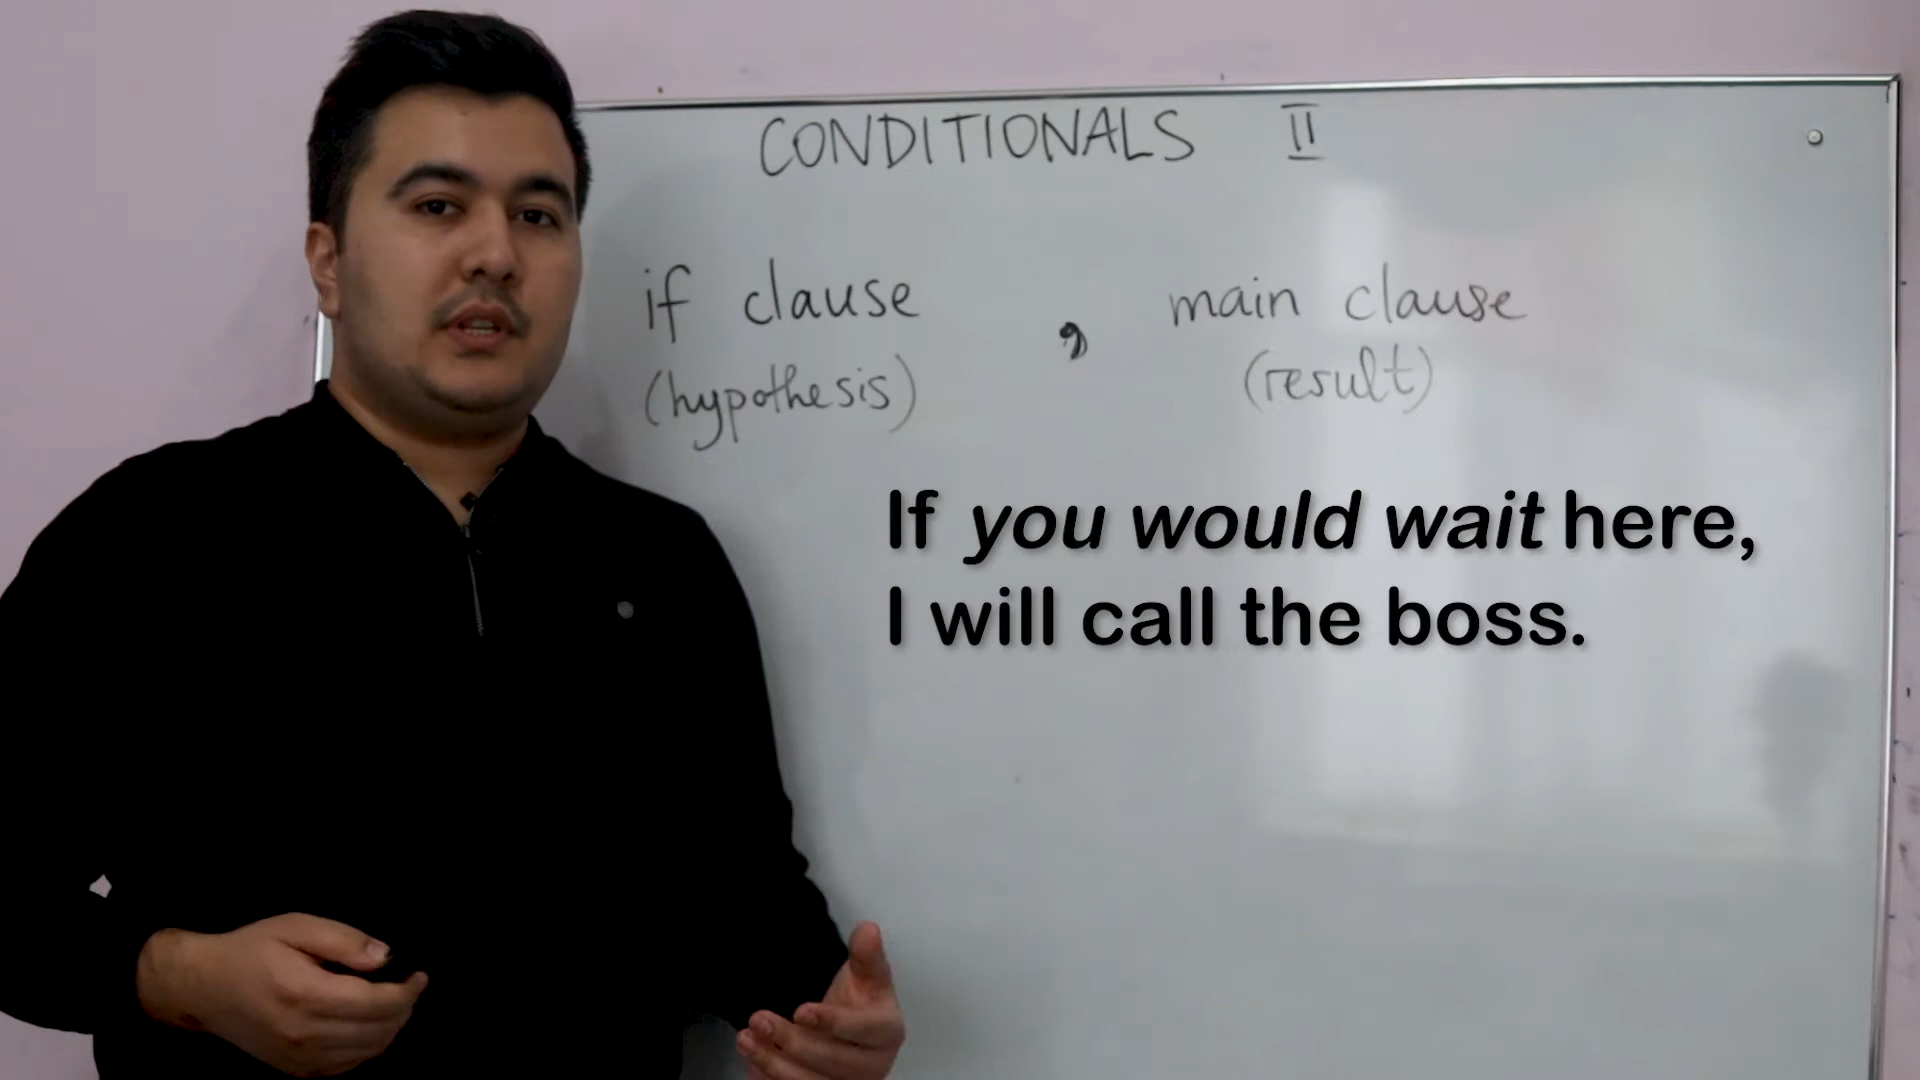 CONDITIONALS II
if clause , main clause
(hypothesis) (result)
If you would wait here,
I will call the boss.